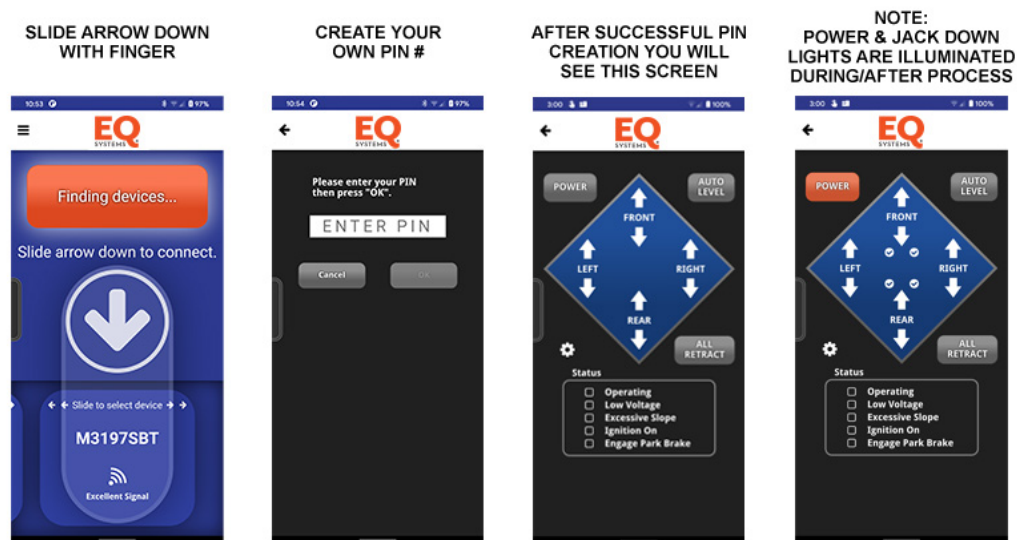 SLIDE ARROW DOWN
WITH FINGER
10:53
97%
EQ
SYSTEMS
Finding devices...
Slide arrow down to connect.
Slide to select device
M3197SBT
Excellent Signal
CREATE YOUR
OWN PIN #
10:54
97%
EQ
SYSTEMS
Please enter your PIN
then press "OK".
ENTER PIN
Cancel
OK
AFTER SUCCESSFUL PIN
CREATION YOU WILL
SEE THIS SCREEN
3:00
100%
EQ
SYSTEMS
POWER
AUTO
LEVEL
FRONT
LEFT
RIGHT
REAR
ALL
RETRACT
Status
Operating
Low Voltage
Excessive Slope
Ignition On
Engage Park Brake
NOTE:
POWER & JACK DOWN
LIGHTS ARE ILLUMINATED
DURING/AFTER PROCESS
3:00
100%
EQ
SYSTEMS
POWER
AUTO
LEVEL
FRONT
LEFT
RIGHT
REAR
ALL
RETRACT
Status
Operating
Low Voltage
Excessive Slope
Ignition On
Engage Park Brake